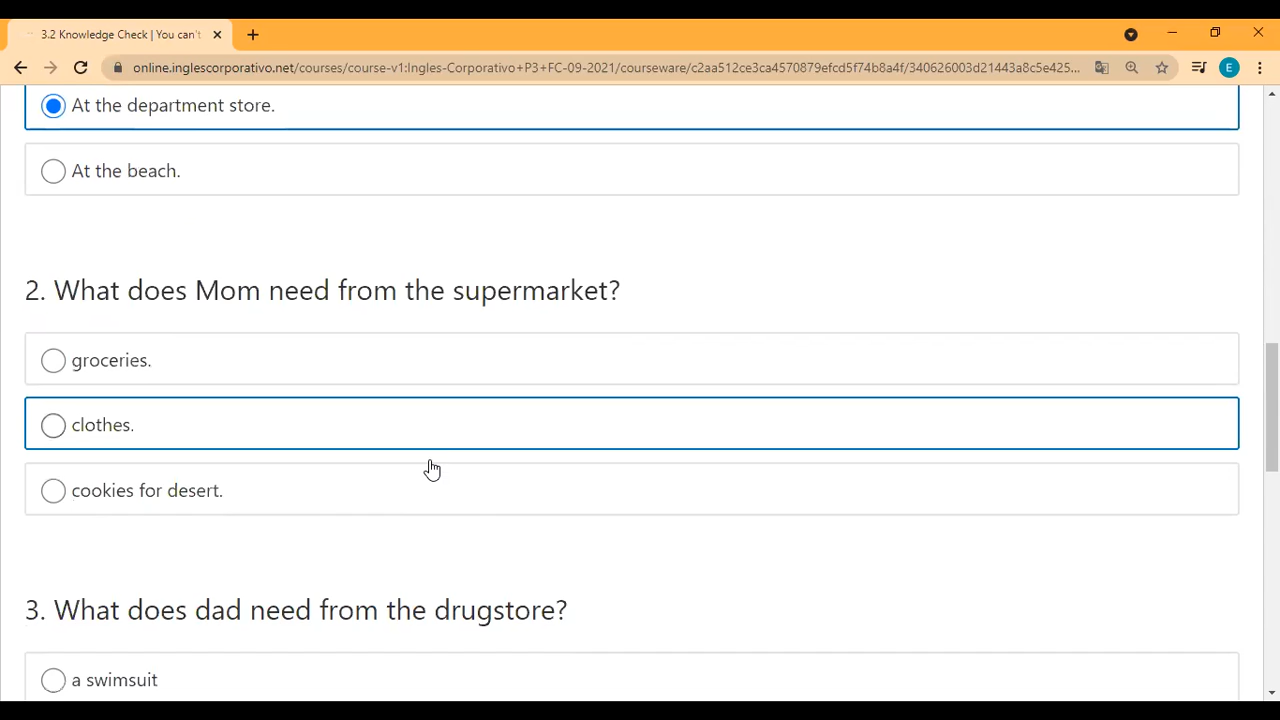 3.2 Knowledge Check | You can't
online.inglescorporativo.net/courses/course-v1:Ingles-Corporativo+P3+FC-09-2021/courseware/c2aa512ce3ca4570879efcd5f74b8a4f/340626003d21443a8c5e425...
E
At the department store.
At the beach.
2. What does Mom need from the supermarket?
groceries.
clothes.
cookies for desert.
3. What does dad need from the drugstore?
a swimsuit